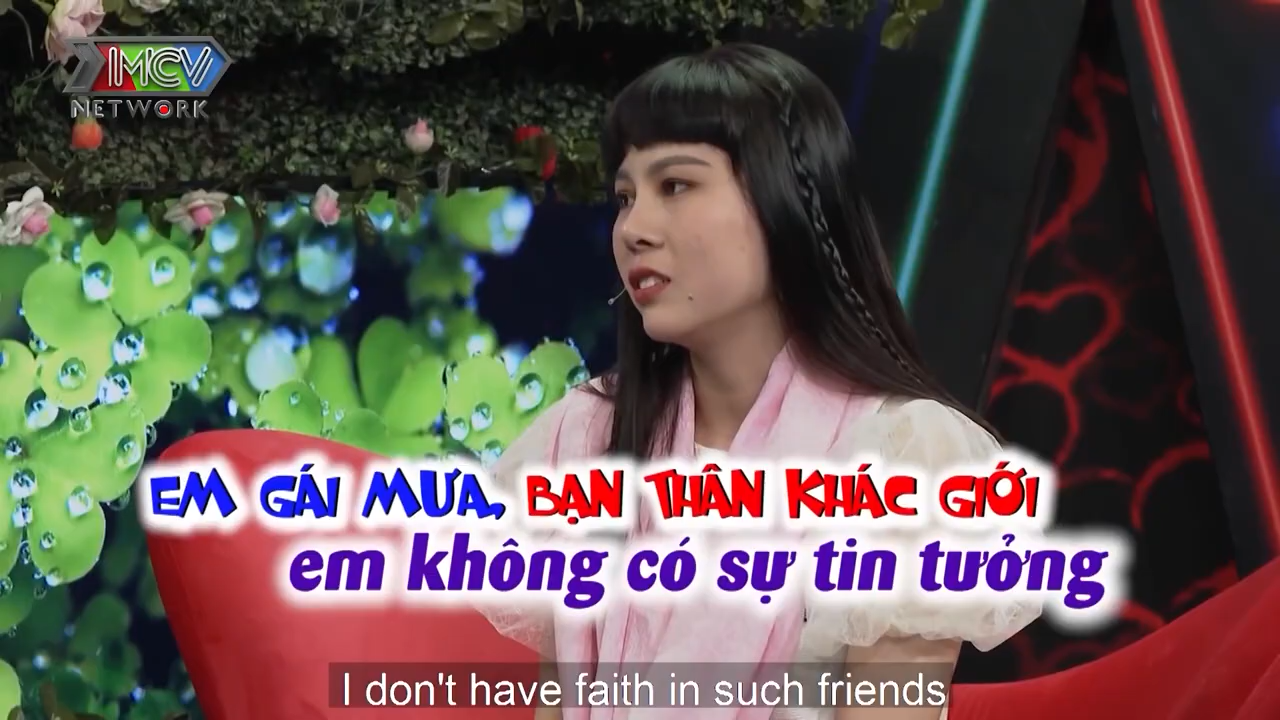 MCV
NETWORK
EM GÁI MƯA, BẠN THÂN KHÁC GIỚI
em không có sự tin tưởng
I don't have faith in such friends